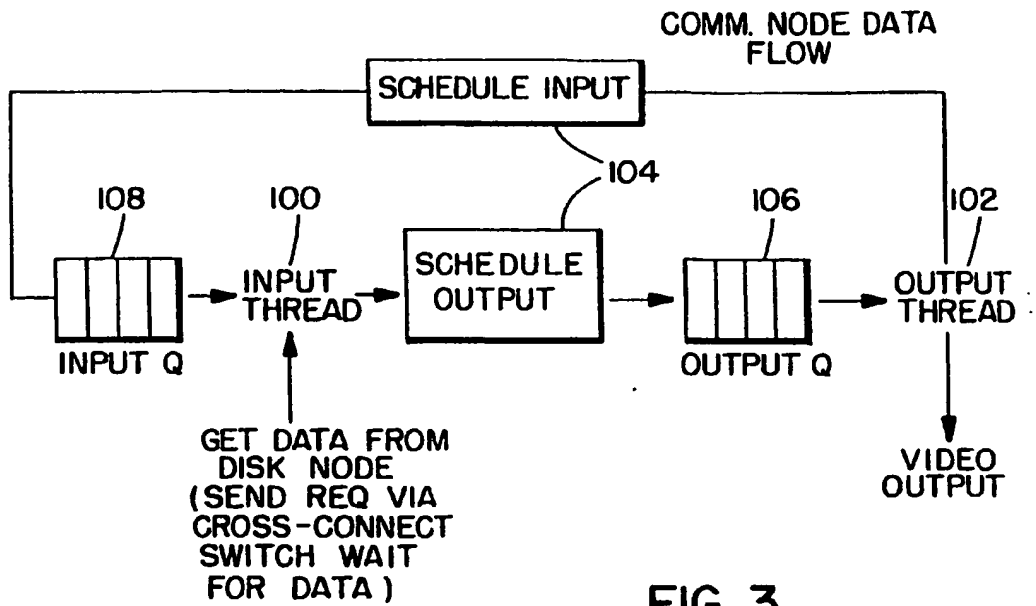 COMM. NODE DATA
FLOW
SCHEDULE INPUT
104
108
100
106
102
INPUT
THREAD
SCHEDULE
OUTPUT
OUTPUT
THREAD
INPUT Q
OUTPUT Q
GET DATA FROM
DISK NODE
(SEND REQ VIA
CROSS-CONNECT
SWITCH WAIT
FOR DATA)
VIDEO
OUTPUT
FIG. 3